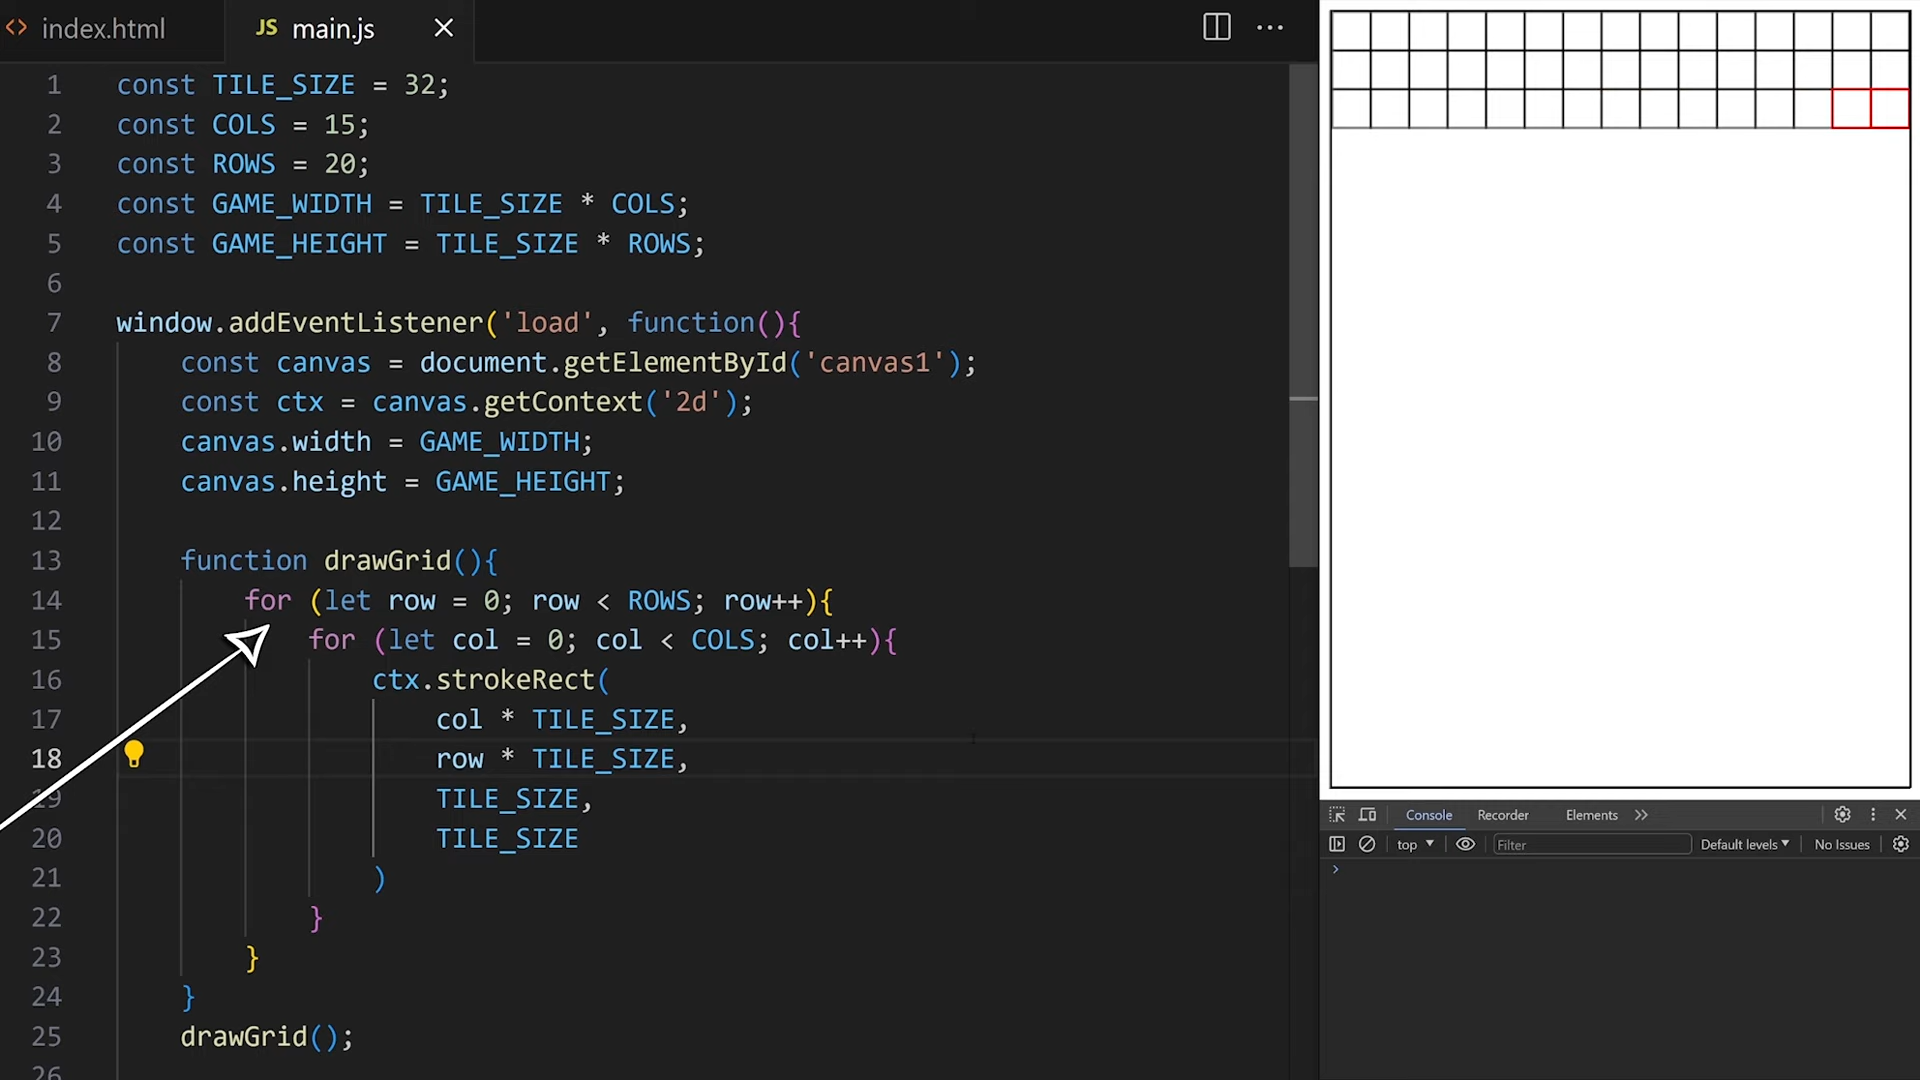 index.html
JS main.js
1 const TILE_SIZE = 32;
2 const COLS = 15;
3 const ROWS = 20;
4 const GAME_WIDTH = TILE_SIZE * COLS;
5 const GAME_HEIGHT = TILE_SIZE * ROWS;
6
7 window.addEventListener('load', function(){
8 const canvas = document.getElementById('canvas1');
9 const ctx = canvas.getContext('2d');
10 canvas.width = GAME_WIDTH;
11 canvas.height = GAME_HEIGHT;
12
13 function drawGrid(){
14 for (let row = 0; row < ROWS; row++){
15 for (let col = 0; col < COLS; col++){
16 ctx.strokeRect(
17 col * TILE_SIZE,
18 row * TILE_SIZE,
19 TILE_SIZE,
20 TILE_SIZE
21 )
22 }
23 }
24 }
25 drawGrid();
26
Console Recorder Elements
top Filter Default levels No Issues